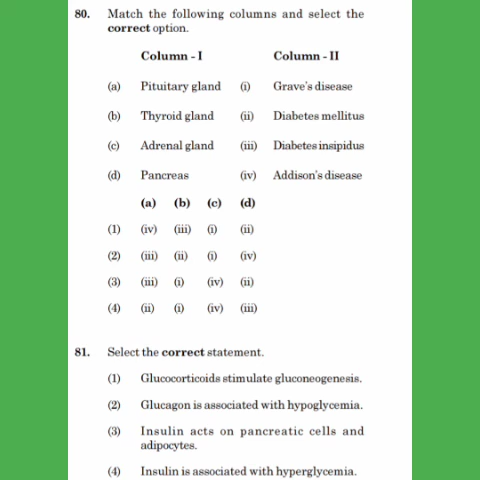 80. Match the following columns and select the
correct option.
Column - I Column - II
(a) Pituitary gland (i) Grave's disease
(b) Thyroid gland (ii) Diabetes mellitus
(c) Adrenal gland (iii) Diabetes insipidus
(d) Pancreas (iv) Addison's disease
(a) (b) (c) (d)
(1) (iv) (iii) (i) (ii)
(2) (iii) (ii) (i) (iv)
(3) (iii) (i) (iv) (ii)
(4) (ii) (i) (iv) (iii)
81. Select the correct statement.
(1) Glucocorticoids stimulate gluconeogenesis.
(2) Glucagon is associated with hypoglycemia.
(3) Insulin acts on pancreatic cells and
adipocytes.
(4) Insulin is associated with hyperglycemia.